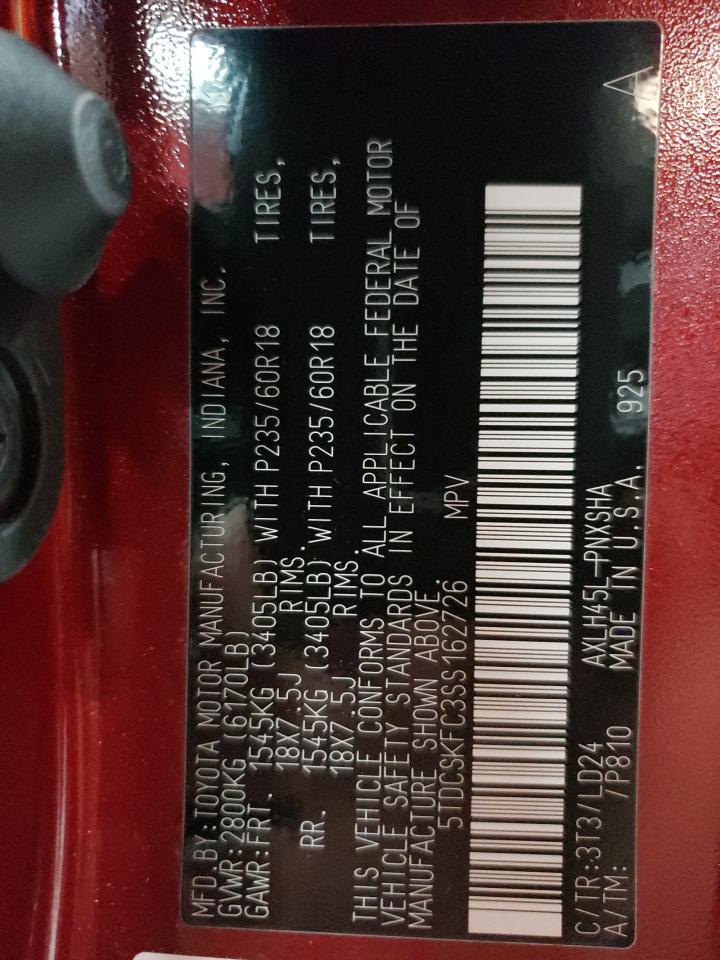 MFD.BY:TOYOTA MOTOR MANUFACTURING, INDIANA, INC.
GVWR:2800KG (6170LB)
GAWR:FRT. 1545KG (3405LB) WITH P235/60R18 TIRES,
18X7.5J RIMS.
RR. 1545KG (3405LB) WITH P235/60R18 TIRES,
18X7.5J RIMS.
THIS VEHICLE CONFORMS TO ALL APPLICABLE FEDERAL MOTOR
VEHICLE SAFETY STANDARDS IN EFFECT ON THE DATE OF
MANUFACTURE SHOWN ABOVE.
5TDCSKFC3SS162726 MPV
C/TR:3T3/LD24 AXLH45L-PNXSHA
A/TM: /P810 MADE IN U.S.A. 925 A